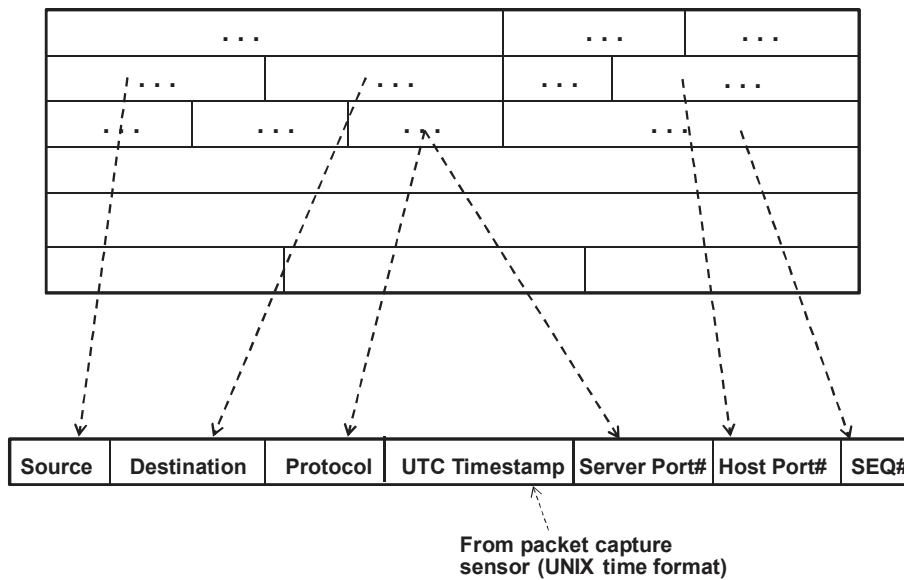 . . . . . . . . .
. . . . . . . . . . . .
. . . . . . . . . . . .
Source Destination Protocol UTC Timestamp Server Port# Host Port# SEQ#
From packet capture
sensor (UNIX time format)